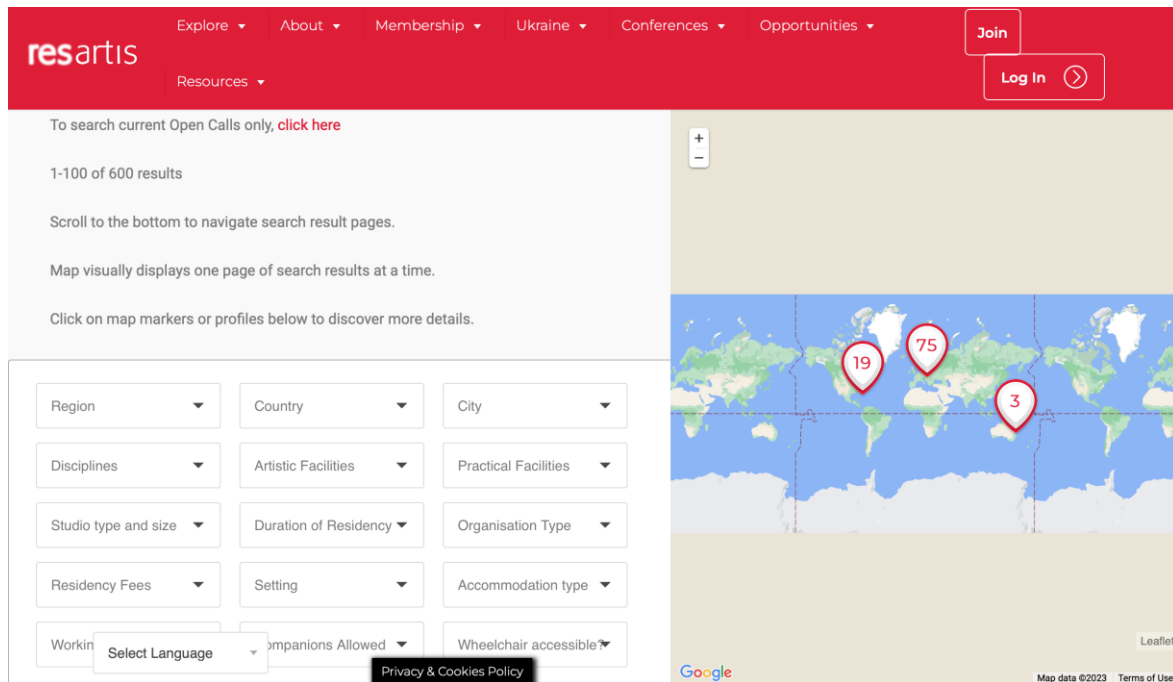 Explore About Membership Ukraine Conferences Opportunities
Join
resartis
Log In
Resources
To search current Open Calls only, click here
1-100 of 600 results
Scroll to the bottom to navigate search result pages.
Map visually displays one page of search results at a time.
Click on map markers or profiles below to discover more details.
Region Country City
Disciplines Artistic Facilities Practical Facilities
Studio type and size Duration of Residency Organisation Type
Residency Fees Setting Accommodation type
Workin ompanions Allowed Wheelchair accessible?
Select Language
Privacy & Cookies Policy
+
−
19
75
3
Leaflet
Google
Map data ©2023 Terms of Use